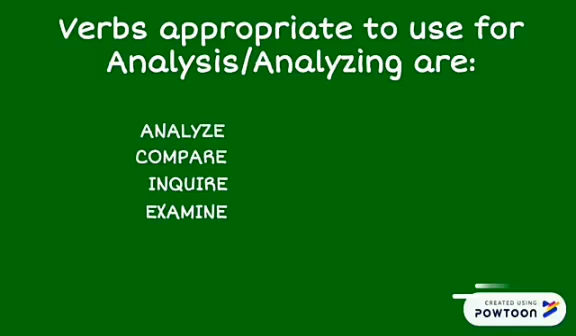 Verbs appropriate to use for
Analysis/Analyzing are:
ANALYZE
COMPARE
INQUIRE
EXAMINE
CREATED USING
POWTOON